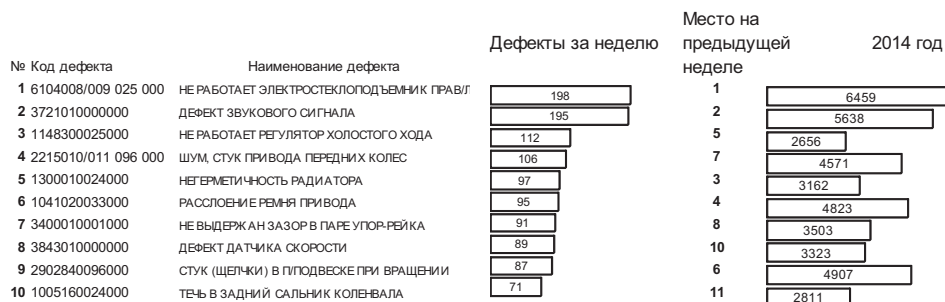 Место на
Дефекты за неделю предыдущей 2014 год
№ Код дефекта Наименование дефекта неделе
1 6104008/009 025 000 НЕ РАБОТАЕТ ЭЛЕКТРОСТЕКЛОПОДЪЕМНИК ПРАВ/Л 198 1 6459
2 3721010000000 ДЕФЕКТ ЗВУКОВОГО СИГНАЛА 195 2 5638
3 1148300025000 НЕ РАБОТАЕТ РЕГУЛЯТОР ХОЛОСТОГО ХОДА 112 5 2656
4 2215010/011 096 000 ШУМ, СТУК ПРИВОДА ПЕРЕДНИХ КОЛЕС 106 7 4571
5 1300010024000 НЕГЕРМЕТИЧНОСТЬ РАДИАТОРА 97 3 3162
6 1041020033000 РАССЛОЕНИЕ РЕМНЯ ПРИВОДА 95 4 4823
7 3400010001000 НЕ ВЫДЕРЖАН ЗАЗОР В ПАРЕ УПОР-РЕЙКА 91 8 3503
8 3843010000000 ДЕФЕКТ ДАТЧИКА СКОРОСТИ 89 10 3323
9 2902840096000 СТУК (ЩЕЛЧКИ) В П/ПОДВЕСКЕ ПРИ ВРАЩЕНИИ 87 6 4907
10 1005160024000 ТЕЧЬ В ЗАДНИЙ САЛЬНИК КОЛЕНВАЛА 71 11 2811